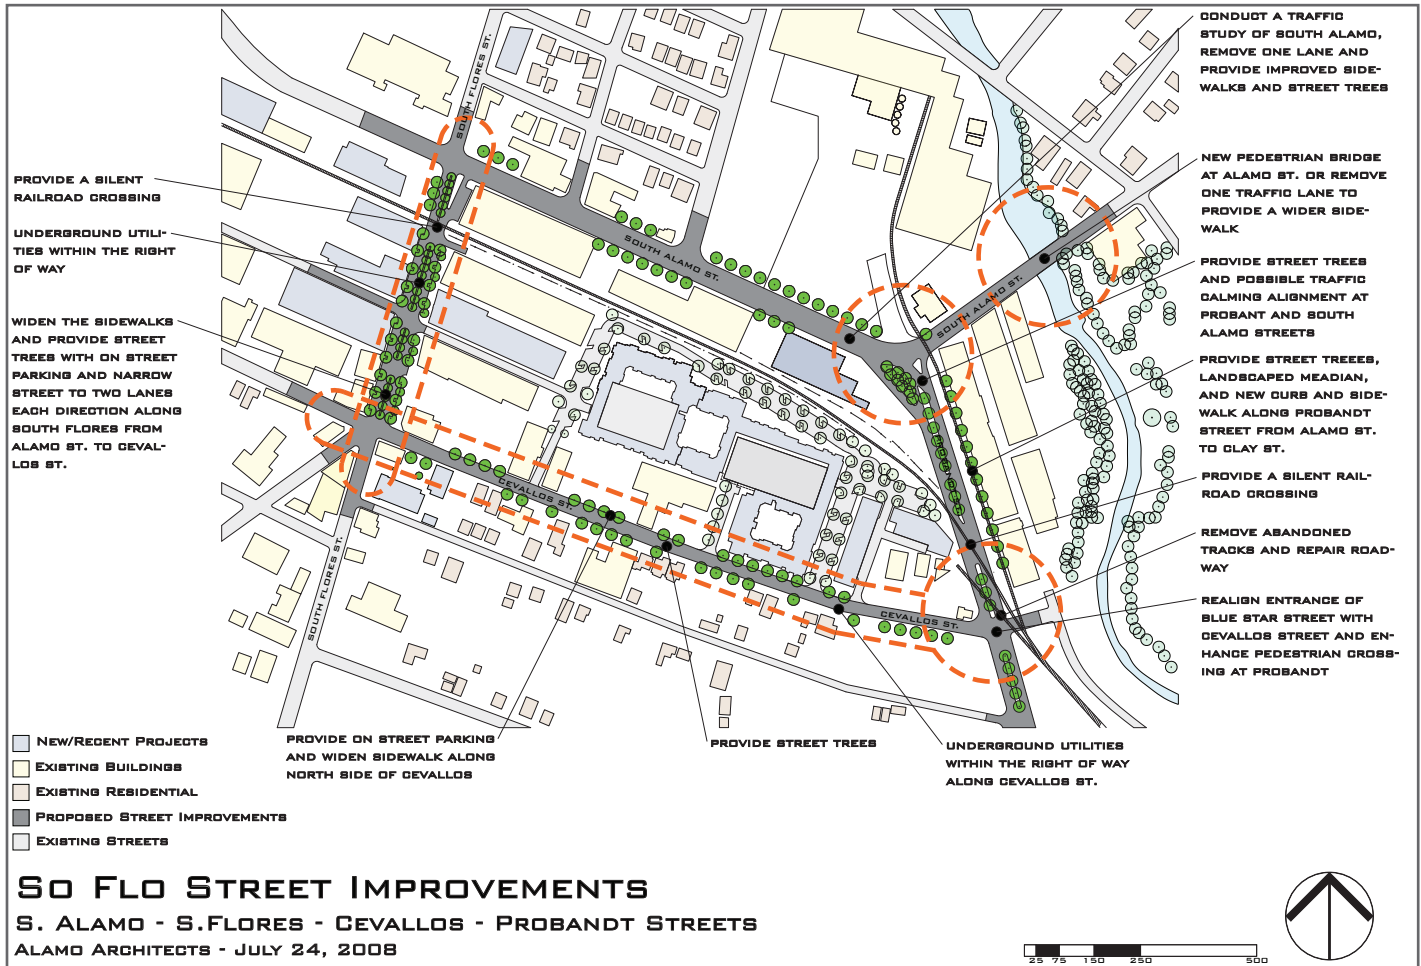 CONDUCT A TRAFFIC
STUDY OF SOUTH ALAMO,
REMOVE ONE LANE AND
PROVIDE IMPROVED SIDE-
WALKS AND STREET TREES
NEW PEDESTRIAN BRIDGE
AT ALAMO ST. OR REMOVE
ONE TRAFFIC LANE TO
PROVIDE A WIDER SIDE-
WALK
PROVIDE STREET TREES
AND POSSIBLE TRAFFIC
CALMING ALIGNMENT AT
PROBANT AND SOUTH
ALAMO STREETS
PROVIDE STREET TREEES,
LANDSCAPED MEADIAN,
AND NEW CURB AND SIDE-
WALK ALONG PROBANDT
STREET FROM ALAMO ST.
TO CLAY ST.
PROVIDE A SILENT RAIL-
ROAD CROSSING
REMOVE ABANDONED
TRACKS AND REPAIR ROAD-
WAY
REALIGN ENTRANCE OF
BLUE STAR STREET WITH
CEVALLOS STREET AND EN-
HANCE PEDESTRIAN CROSS-
ING AT PROBANDT
PROVIDE A SILENT
RAILROAD CROSSING
UNDERGROUND UTILI-
TIES WITHIN THE RIGHT
OF WAY
WIDEN THE SIDEWALKS
AND PROVIDE STREET
TREES WITH ON STREET
PARKING AND NARROW
STREET TO TWO LANES
EACH DIRECTION ALONG
SOUTH FLORES FROM
ALAMO ST. TO CEVAL-
LOS ST.
SOUTH FLORES ST.
SOUTH ALAMO ST.
SOUTH ALAMO ST.
CEVALLOS ST.
CEVALLOS ST.
SOUTH FLORES ST.
PROVIDE ON STREET PARKING
AND WIDEN SIDEWALK ALONG
NORTH SIDE OF CEVALLOS
PROVIDE STREET TREES
UNDERGROUND UTILITIES
WITHIN THE RIGHT OF WAY
ALONG CEVALLOS ST.
NEW/RECENT PROJECTS
EXISTING BUILDINGS
EXISTING RESIDENTIAL
PROPOSED STREET IMPROVEMENTS
EXISTING STREETS
SO FLO STREET IMPROVEMENTS
S. ALAMO - S.FLORES - CEVALLOS - PROBANDT STREETS
ALAMO ARCHITECTS - JULY 24, 2008
25 75 150 250 500